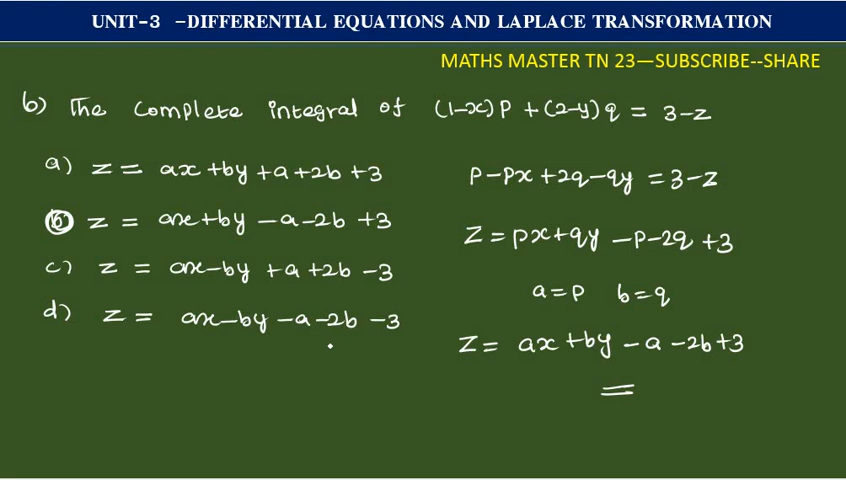 UNIT-3 –DIFFERENTIAL EQUATIONS AND LAPLACE TRANSFORMATION
MATHS MASTER TN 23—SUBSCRIBE--SHARE
6) The complete integral of (1-x)p + (2-y)q = 3-z
a) z = ax + by + a + 2b + 3
b) z = ax + by - a - 2b + 3
c) z = ax - by + a + 2b - 3
d) z = ax - by - a - 2b - 3
p - px + 2q - qy = 3 - z
z = px + qy - p - 2q + 3
a = p b = q
z = ax + by - a - 2b + 3